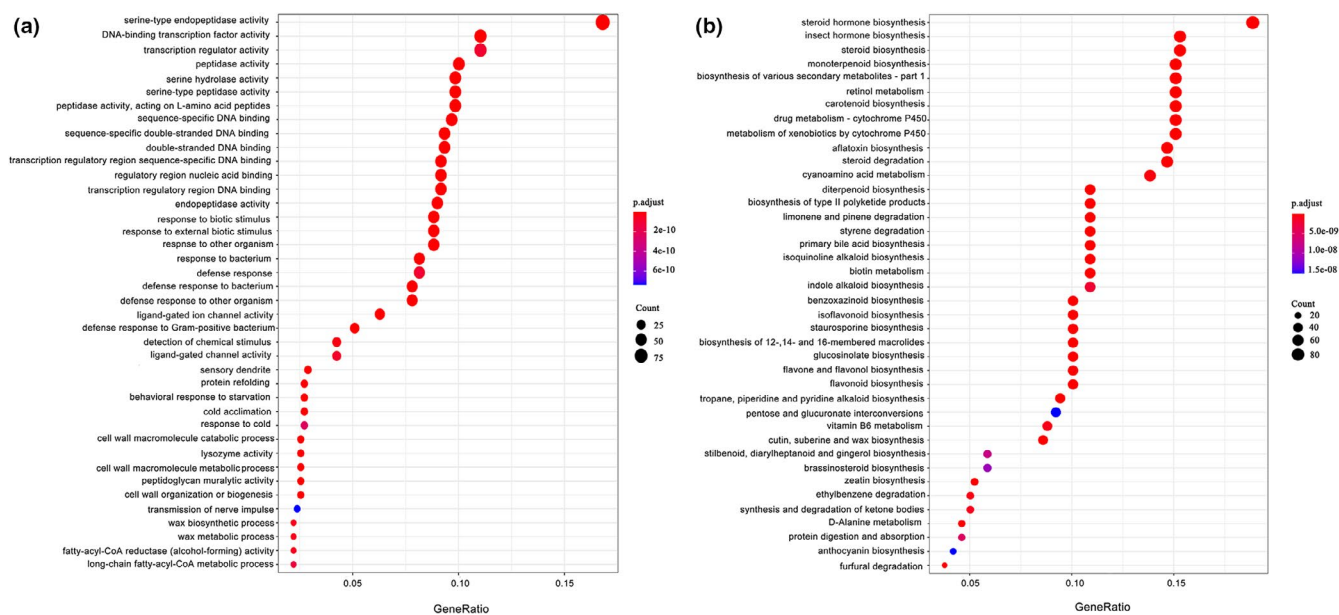 (a)
serine-type endopeptidase activity
DNA-binding transcription factor activity
transcription regulator activity
peptidase activity
serine hydrolase activity
serine-type peptidase activity
peptidase activity, acting on L-amino acid peptides
sequence-specific DNA binding
sequence-specific double-stranded DNA binding
double-stranded DNA binding
transcription regulatory region sequence-specific DNA binding
regulatory region nucleic acid binding
transcription regulatory region DNA binding
endopeptidase activity
response to biotic stimulus
response to external biotic stimulus
respnse to other organism
response to bacterium
defense response
defense response to bacterium
defense response to other organism
ligand-gated ion channel activity
defense response to Gram-positive bacterium
detection of chemical stimulus
ligand-gated channel activity
sensory dendrite
protein refolding
behavioral response to starvation
cold acclimation
response to cold
cell wall macromolecule catabolic process
lysozyme activity
cell wall macromolecule metabolic process
peptidoglycan muralytic activity
cell wall organization or biogenesis
transmission of nerve impulse
wax biosynthetic process
wax metabolic process
fatty-acyl-CoA reductase (alcohol-forming) activity
long-chain fatty-acyl-CoA metabolic process
0.05 0.10 0.15
GeneRatio
p.adjust
2e-10
4e-10
6e-10
Count
25
50
75
(b)
steroid hormone biosynthesis
insect hormone biosynthesis
steroid biosynthesis
monoterpenoid biosynthesis
biosynthesis of various secondary metabolites - part 1
retinol metabolism
carotenoid biosynthesis
drug metabolism - cytochrome P450
metabolism of xenobiotics by cytochrome P450
aflatoxin biosynthesis
steroid degradation
cyanoamino acid metabolism
diterpenoid biosynthesis
biosynthesis of type II polyketide products
limonene and pinene degradation
styrene degradation
primary bile acid biosynthesis
isoquinoline alkaloid biosynthesis
biotin metabolism
indole alkaloid biosynthesis
benzoxazinoid biosynthesis
isoflavonoid biosynthesis
staurosporine biosynthesis
biosynthesis of 12-,14- and 16-membered macrolides
glucosinolate biosynthesis
flavone and flavonol biosynthesis
flavonoid biosynthesis
tropane, piperidine and pyridine alkaloid biosynthesis
pentose and glucuronate interconversions
vitamin B6 metabolism
cutin, suberine and wax biosynthesis
stilbenoid, diarylheptanoid and gingerol biosynthesis
brassinosteroid biosynthesis
zeatin biosynthesis
ethylbenzene degradation
synthesis and degradation of ketone bodies
D-Alanine metabolism
protein digestion and absorption
anthocyanin biosynthesis
furfural degradation
0.05 0.10 0.15
GeneRatio
p.adjust
5.0e-09
1.0e-08
1.5e-08
Count
20
40
60
80